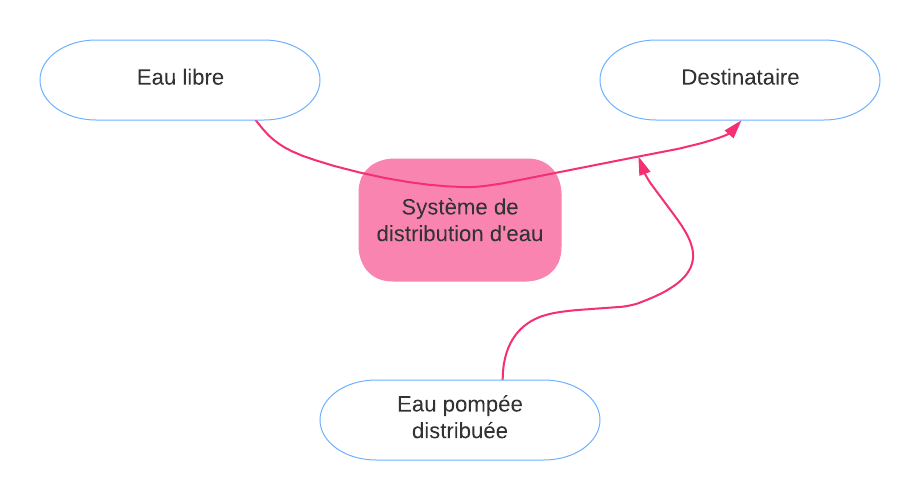 Eau libre
Destinataire
Système de
distribution d'eau
Eau pompée
distribuée